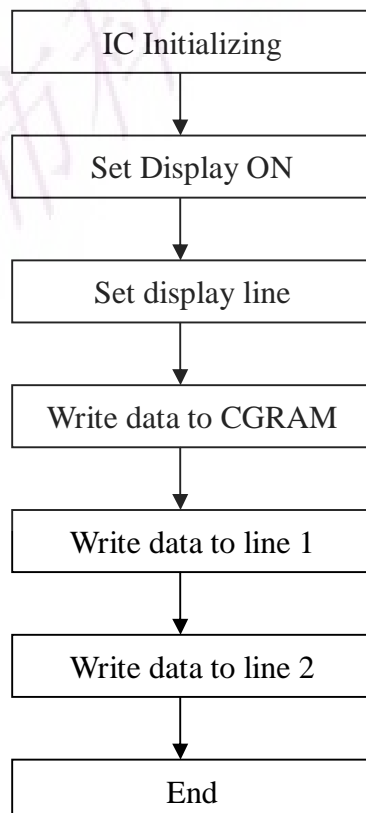 IC Initializing
Set Display ON
Set display line
Write data to CGRAM
Write data to line 1
Write data to line 2
End